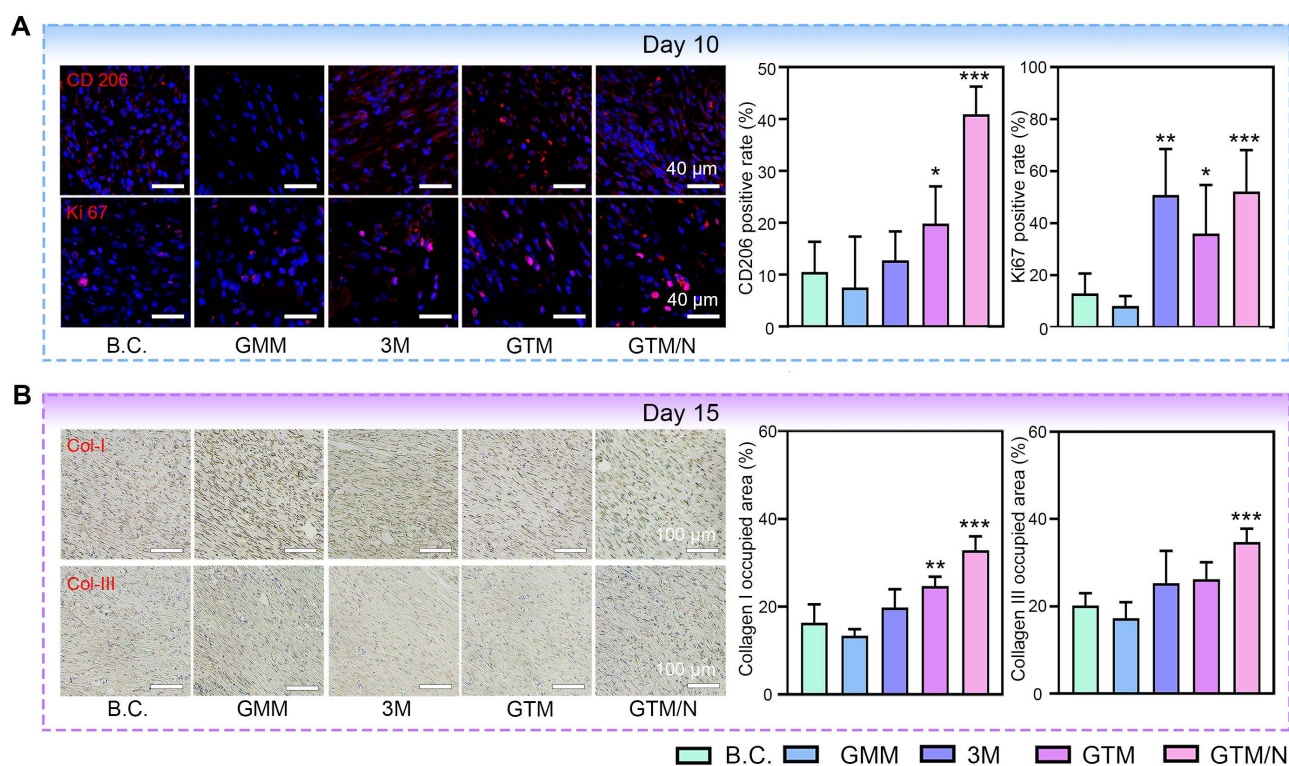 A
Day 10
CD 206
40 µm
Ki 67
40 µm
B.C. GMM 3M GTM GTM/N
CD206 positive rate (%)
50
40
30
20
10
0
*
***
Ki67 positive rate (%)
100
80
60
40
20
0
**
*
***
B
Day 15
Col-I
100 µm
Col-III
100 µm
B.C. GMM 3M GTM GTM/N
Collagen I occupied area (%)
60
40
20
0
**
***
Collagen III occupied area (%)
60
40
20
0
***
B.C. GMM 3M GTM GTM/N